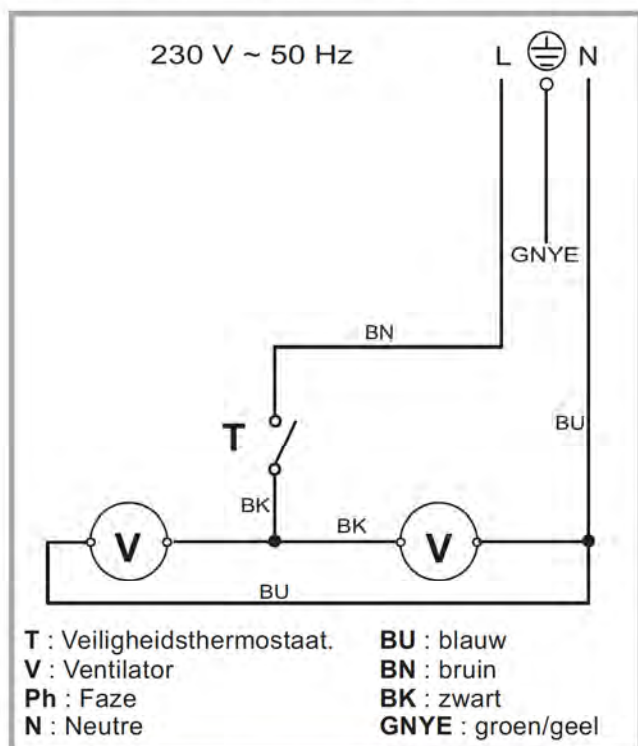 230 V ~ 50 Hz
L N
GNYE
BN
T
BU
BK
BK
V
V
BU
T : Veiligheidsthermostaat.
V : Ventilator
Ph : Faze
N : Neutre
BU : blauw
BN : bruin
BK : zwart
GNYE : groen/geel